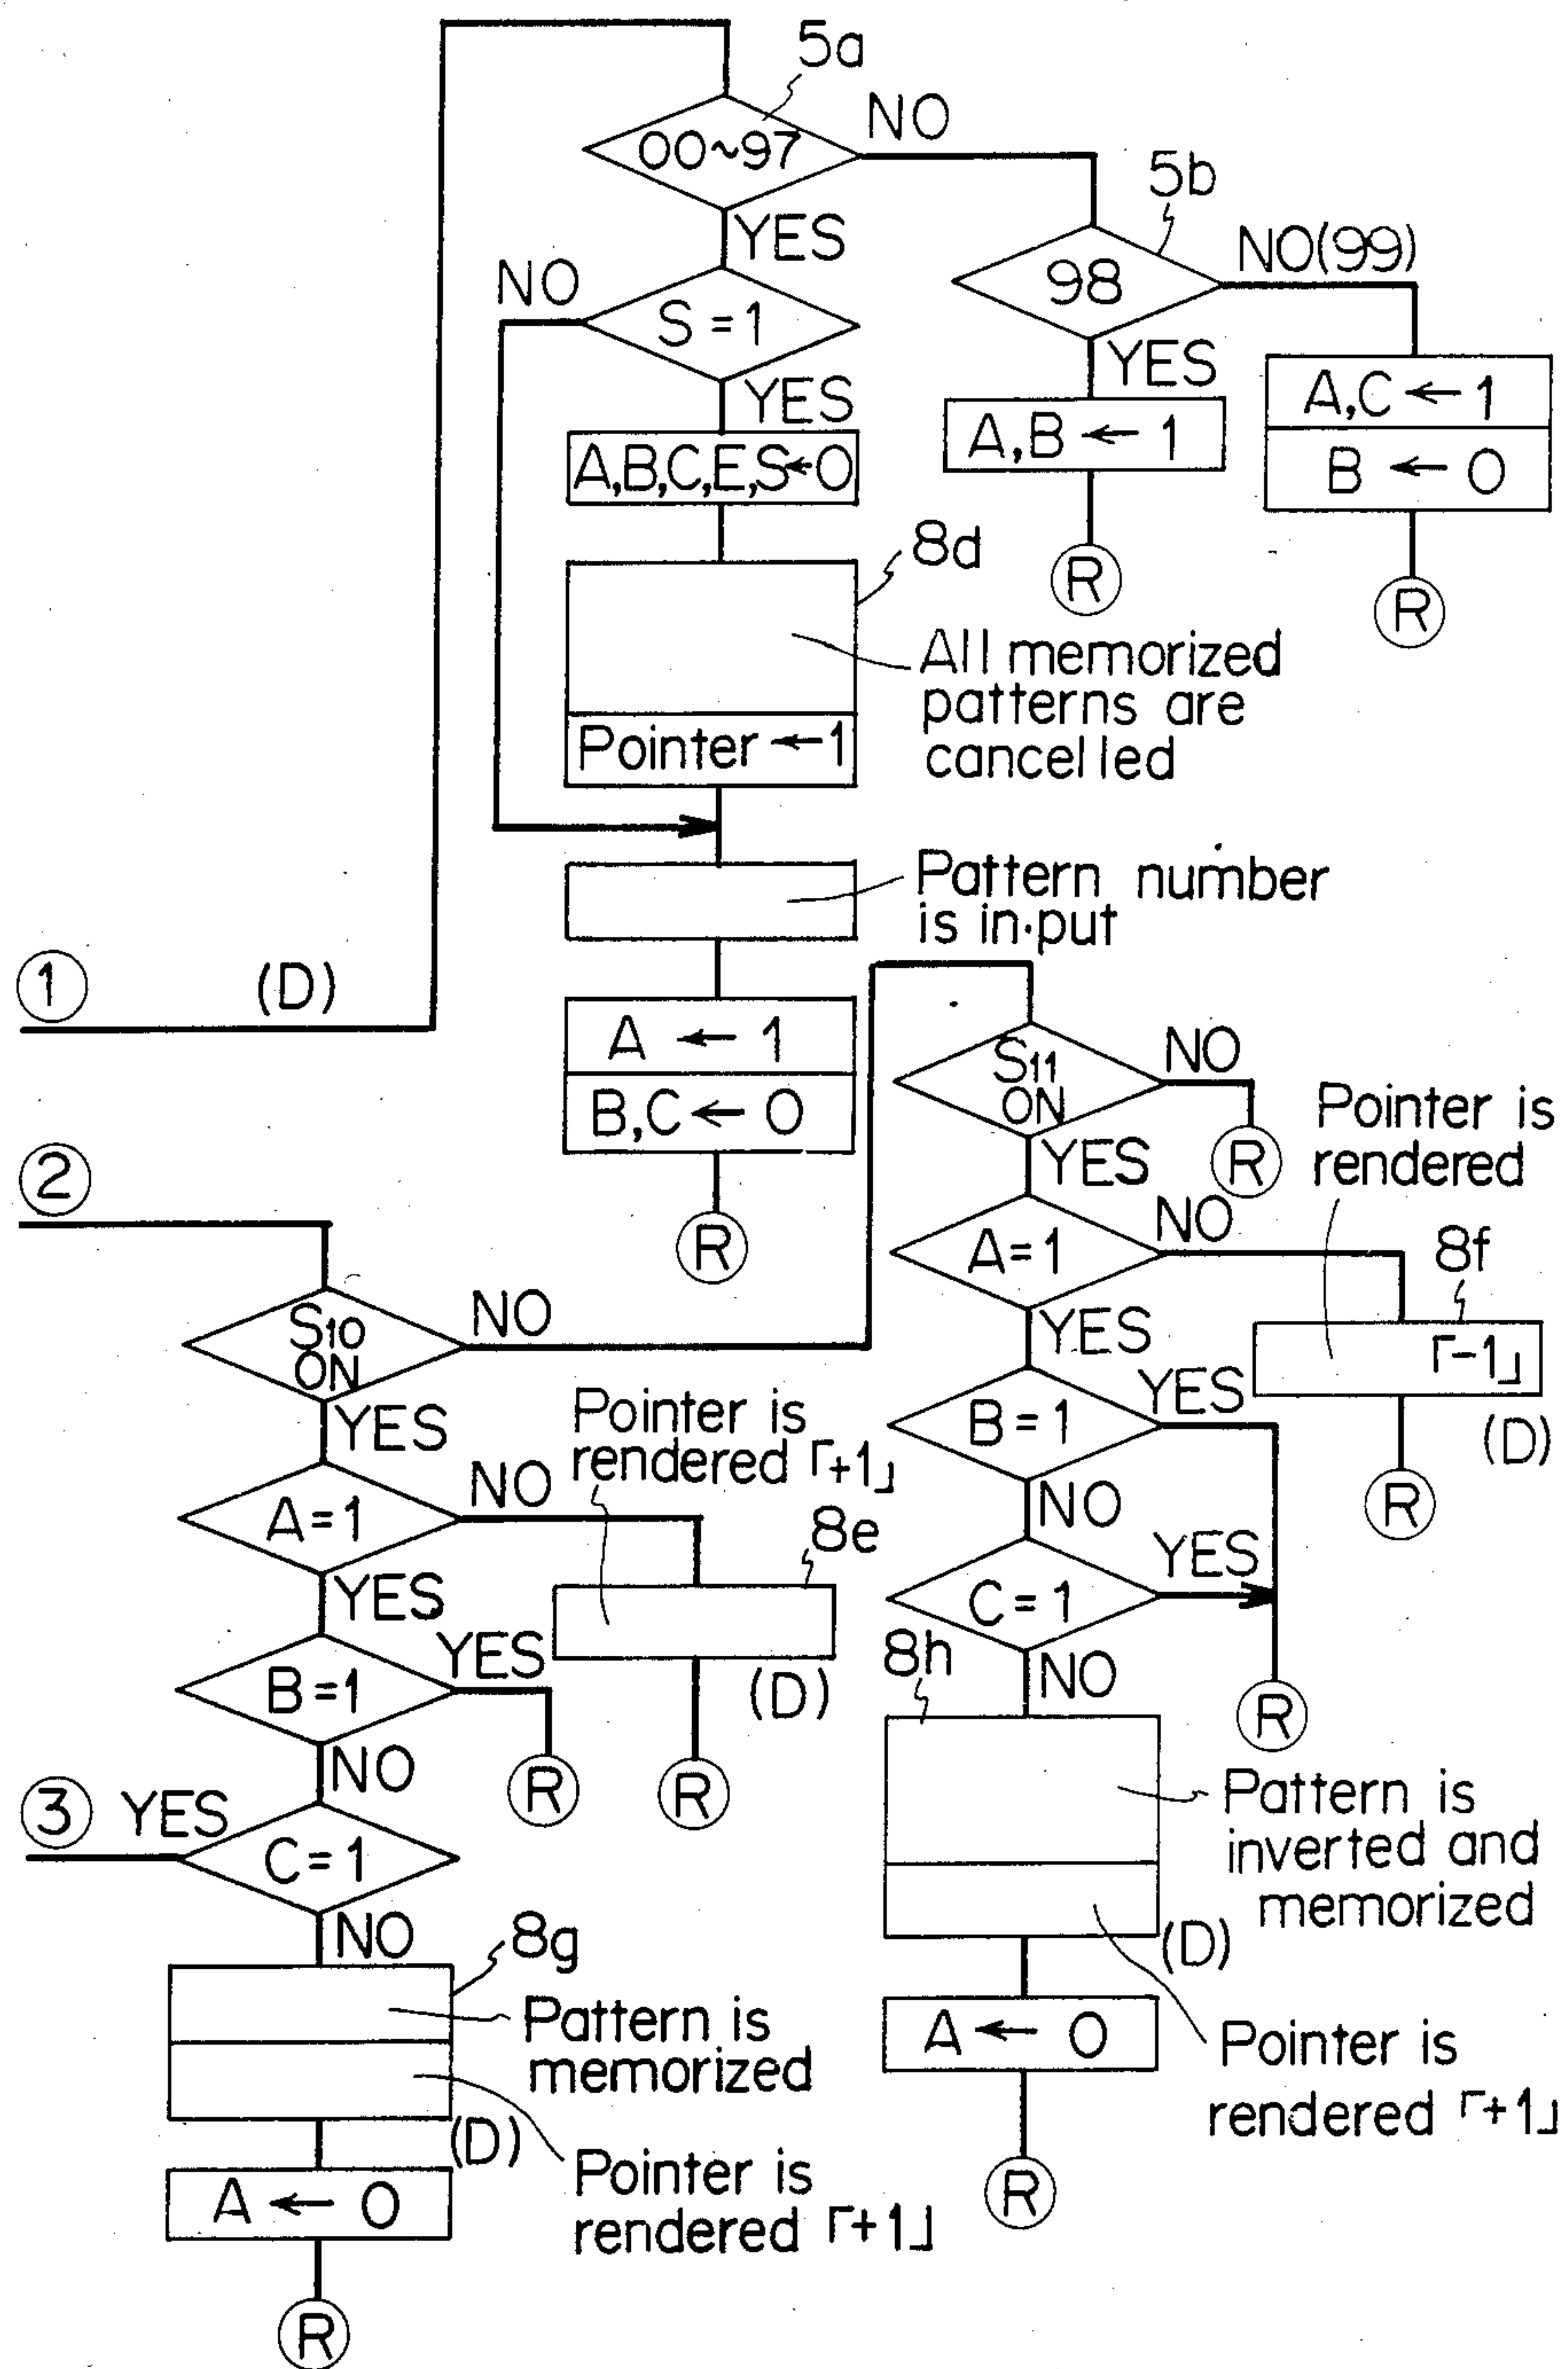 5a
00~97
NO
YES
5b
98
NO(99)
YES
NO
S=1
YES
A,B←1
A,C←1
B←0
A,B,C,E,S←0
R
R
8d
All memorized
patterns are
cancelled
Pointer←1
Pattern number
is in·put
1
(D)
A←1
B,C←0
R
S11
ON
NO
R
YES
Pointer is
rendered
A=1
NO
8f
「-1」
(D)
R
YES
B=1
YES
NO
C=1
YES
R
NO
8h
Pattern is
inverted and
memorized
(D)
Pointer is
rendered「+1」
A←0
R
2
S10
ON
NO
YES
A=1
NO
Pointer is
rendered「+1」
8e
(D)
R
YES
B=1
YES
R
NO
3
YES
C=1
NO
8g
Pattern is
memorized
(D)
Pointer is
rendered「+1」
A←0
R